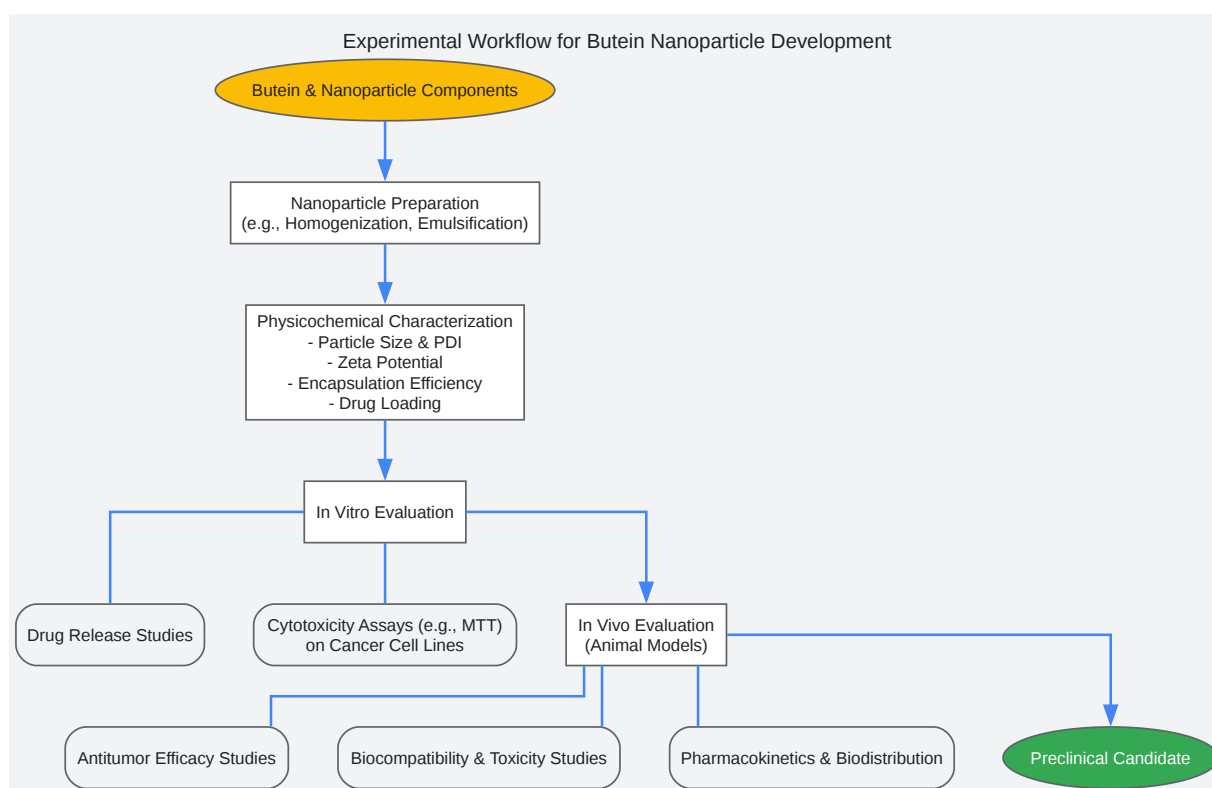 Experimental Workflow for Butein Nanoparticle Development
Butein & Nanoparticle Components
Nanoparticle Preparation
(e.g., Homogenization, Emulsification)
Physicochemical Characterization
- Particle Size & PDI
- Zeta Potential
- Encapsulation Efficiency
- Drug Loading
In Vitro Evaluation
Drug Release Studies
Cytotoxicity Assays (e.g., MTT)
on Cancer Cell Lines
In Vivo Evaluation
(Animal Models)
Antitumor Efficacy Studies
Biocompatibility & Toxicity Studies
Pharmacokinetics & Biodistribution
Preclinical Candidate